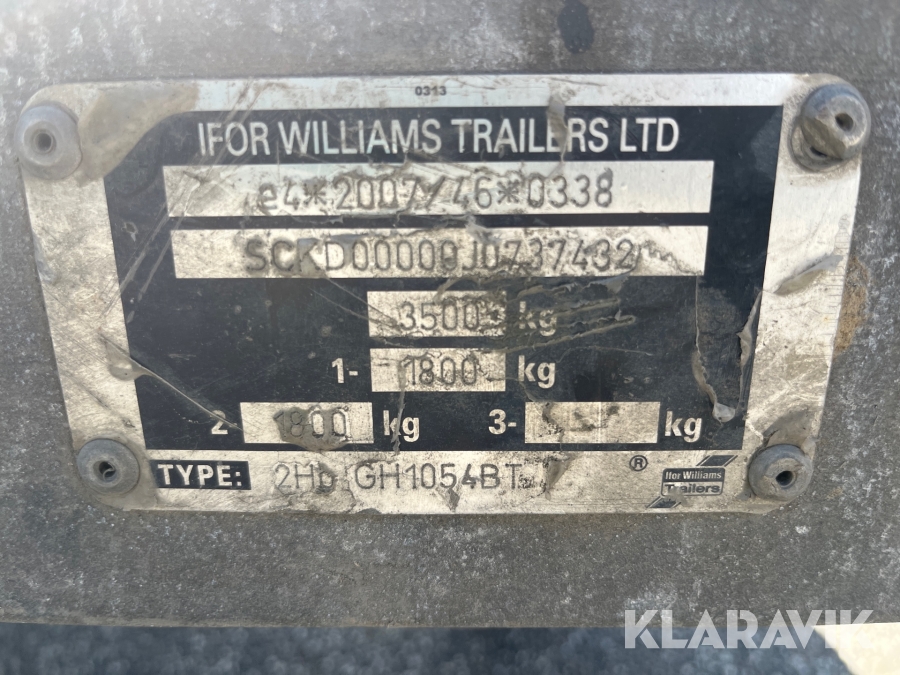 0313
IFOR WILLIAMS TRAILERS LTD
e4*2007/46*0338
SCKD00000J0737432
3500 kg
1- 1800 kg
2 1800 kg 3- kg
TYPE: 2Hb GH1054BT ®
Ifor Williams
Trailers
KLARAVIK